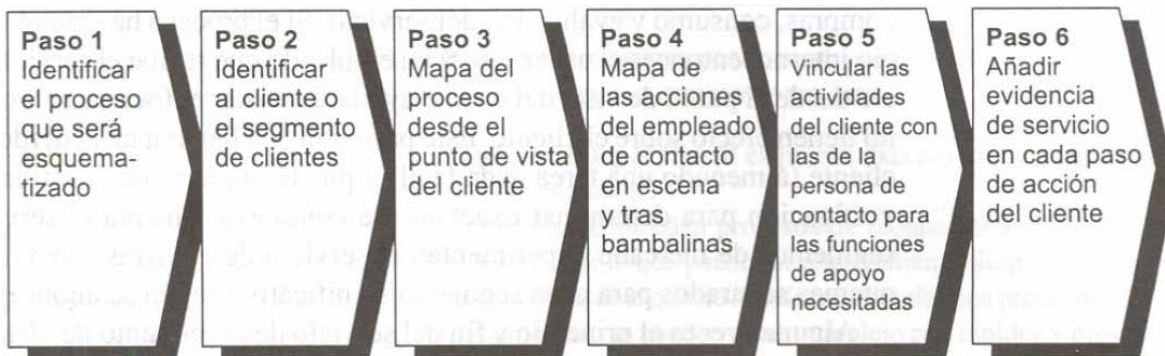 Paso 1
Identificar
el proceso
que será
esquema-
tizado
Paso 2
Identificar
al cliente o
el segmento
de clientes
Paso 3
Mapa del
proceso
desde el
punto de vista
del cliente
Paso 4
Mapa de
las acciones
del empleado
de contacto
en escena
y tras
bambalinas
Paso 5
Vincular las
actividades
del cliente con
las de la
persona de
contacto para
las funciones
de apoyo
necesitadas
Paso 6
Añadir
evidencia
de servicio
en cada paso
de acción
del cliente